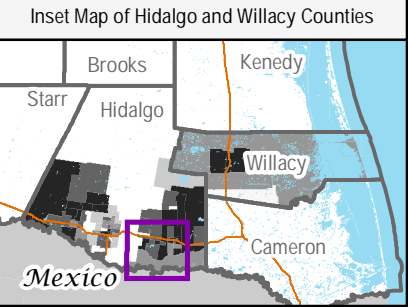 Inset Map of Hidalgo and Willacy Counties
Brooks
Kenedy
Starr
Hidalgo
Willacy
Cameron
Mexico